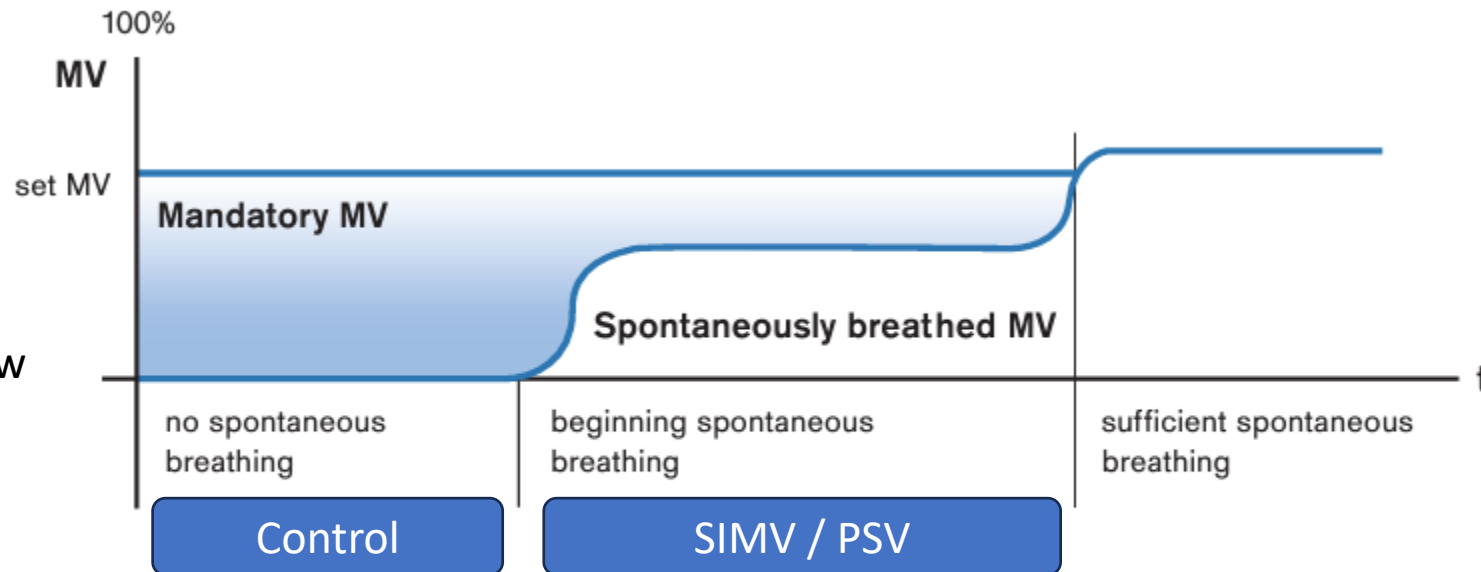 100%
MV
set MV
Mandatory MV
Spontaneously breathed MV
w
t
no spontaneous
breathing
beginning spontaneous
breathing
sufficient spontaneous
breathing
Control
SIMV / PSV